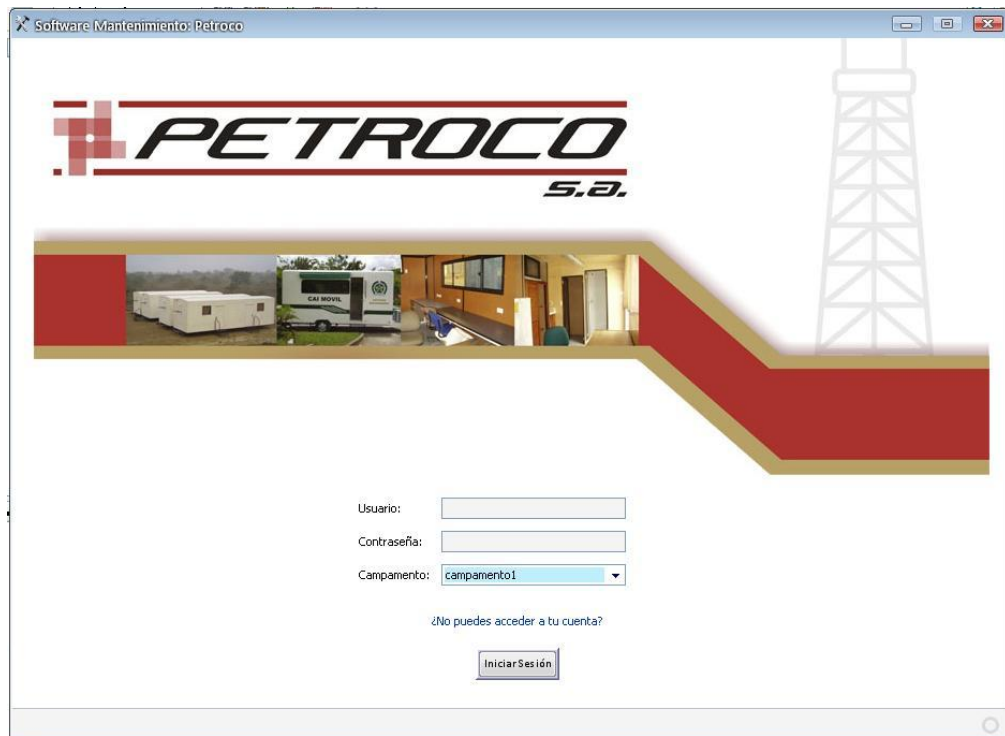 Software Mantenimiento: Petroco
PETROCO
s.a.
CAI MOVIL
Usuario:
Contraseña:
Campamento: campamento1
¿No puedes acceder a tu cuenta?
Iniciar Sesión